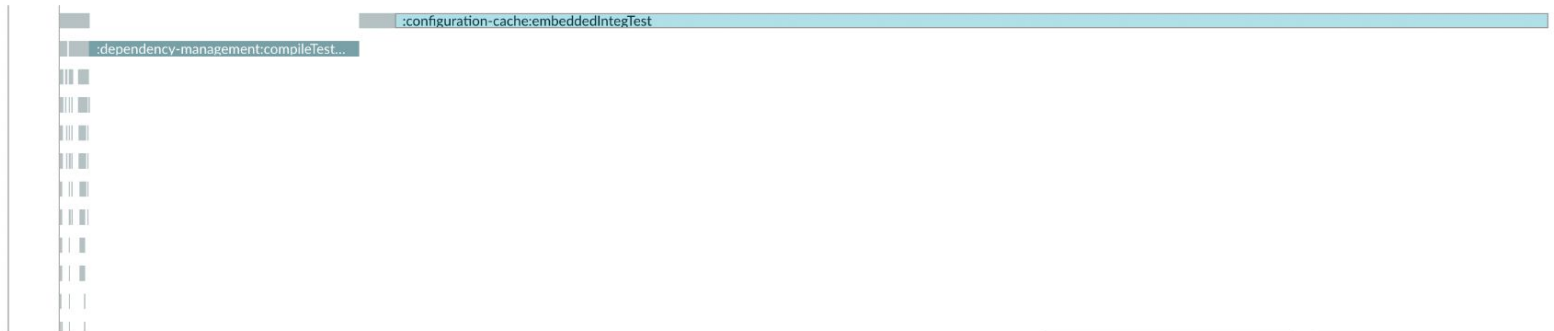 :configuration-cache:embeddedIntegTest
:dependency-management:compileTest...